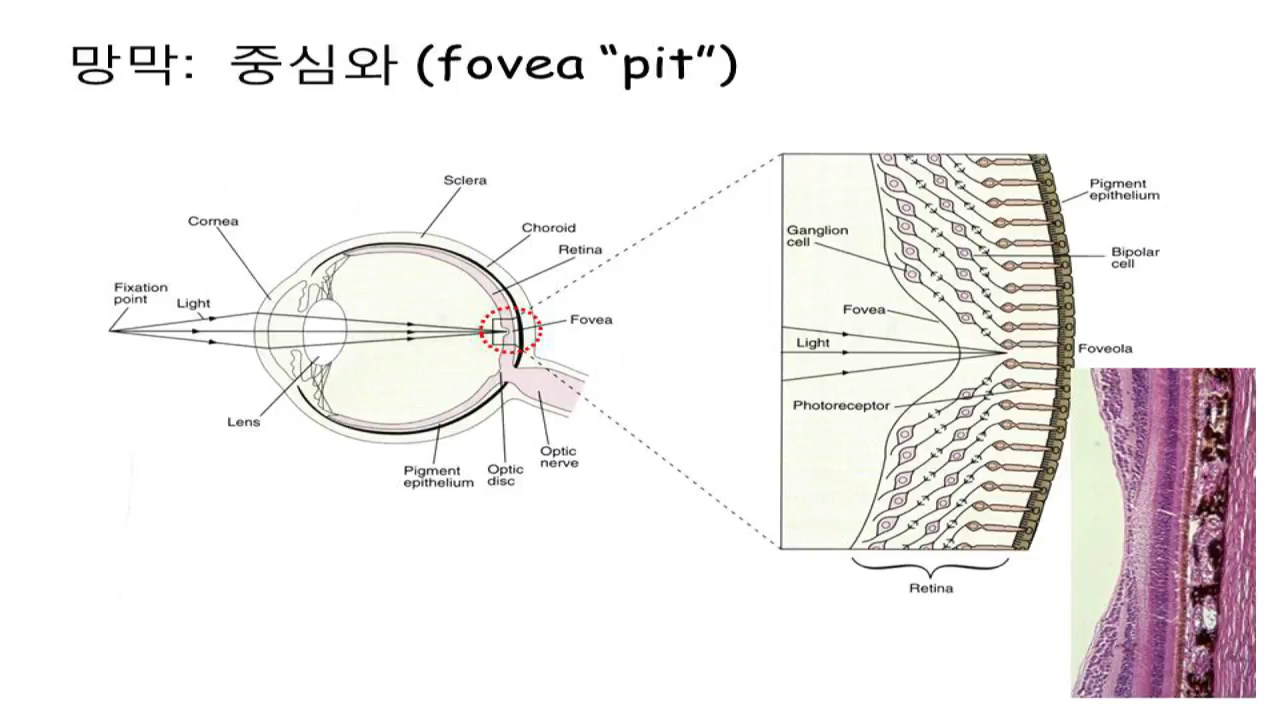 망막: 중심와 (fovea “pit”)
Sclera
Cornea
Choroid
Retina
Fixation
point
Light
Fovea
Lens
Pigment
epithelium
Optic
disc
Optic
nerve
Pigment
epithelium
Ganglion
cell
Bipolar
cell
Fovea
Light
Foveola
Photoreceptor
Retina